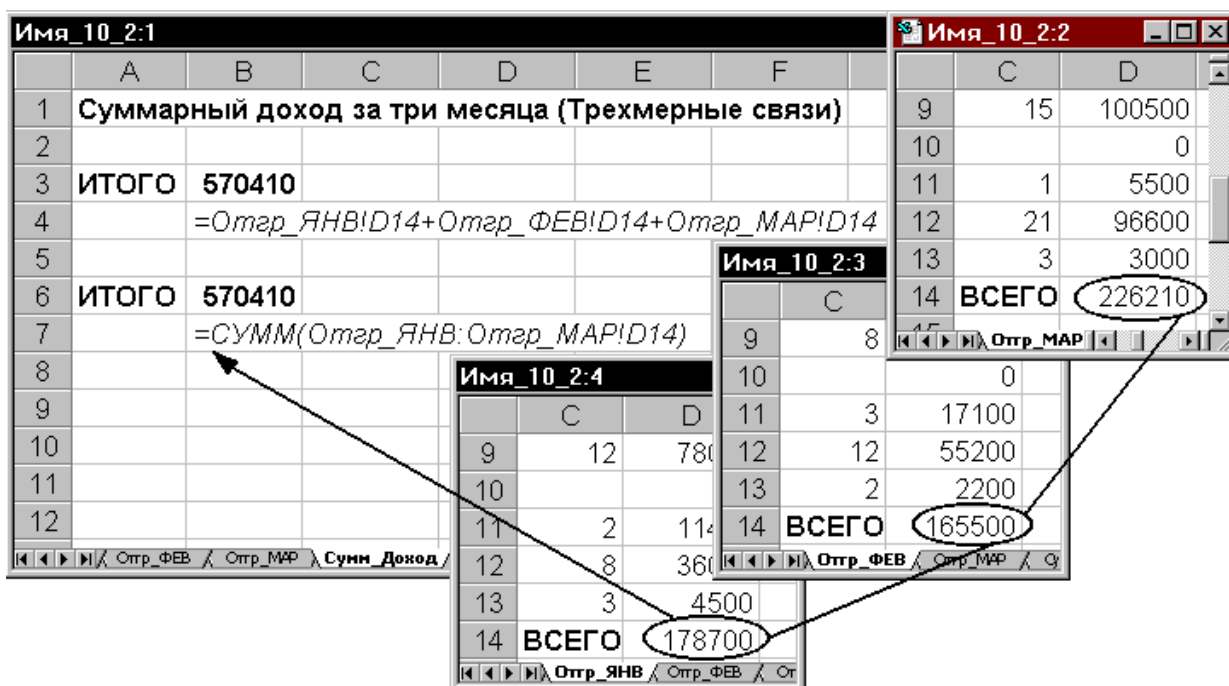 Имя_10_2:1
A B C D E F
1 Суммарный доход за три месяца (Трехмерные связи)
2
3 ИТОГО 570410
4 =Отгр_ЯНВ!D14+Отгр_ФЕВ!D14+Отгр_МАР!D14
5
6 ИТОГО 570410
7 =СУММ(Отгр_ЯНВ:Отгр_МАР!D14)
8
9
10
11
12
Отгр_ФЕВ Отгр_МАР Сумм_Доход
Имя_10_2:2
C D
9 15 100500
10 0
11 1 5500
12 21 96600
13 3 3000
14 ВСЕГО 226210
Отгр_МАР
Имя_10_2:3
C
9 8
10 0
11 3 17100
12 12 55200
13 2 2200
14 ВСЕГО 165500
Отгр_ФЕВ Отгр_МАР
Имя_10_2:4
C D
9 12 780
10
11 2 114
12 8 360
13 3 4500
14 ВСЕГО 178700
Отгр_ЯНВ Отгр_ФЕВ От